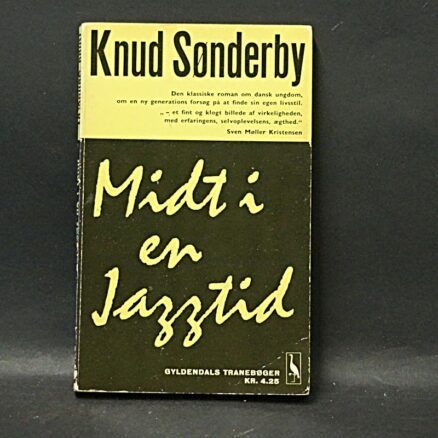 Knud Sønderby
Den klassiske roman om dansk ungdom,
om en ny generations forsøg på at finde sin egen livsstil.
„ –, et fint og klogt billede af virkeligheden,
med erfaringens, selvoplevelsens, ægthed.“
Sven Møller Kristensen
Midt i
en
Jazztid
GYLDENDALS TRANEBØGER
KR. 4.25